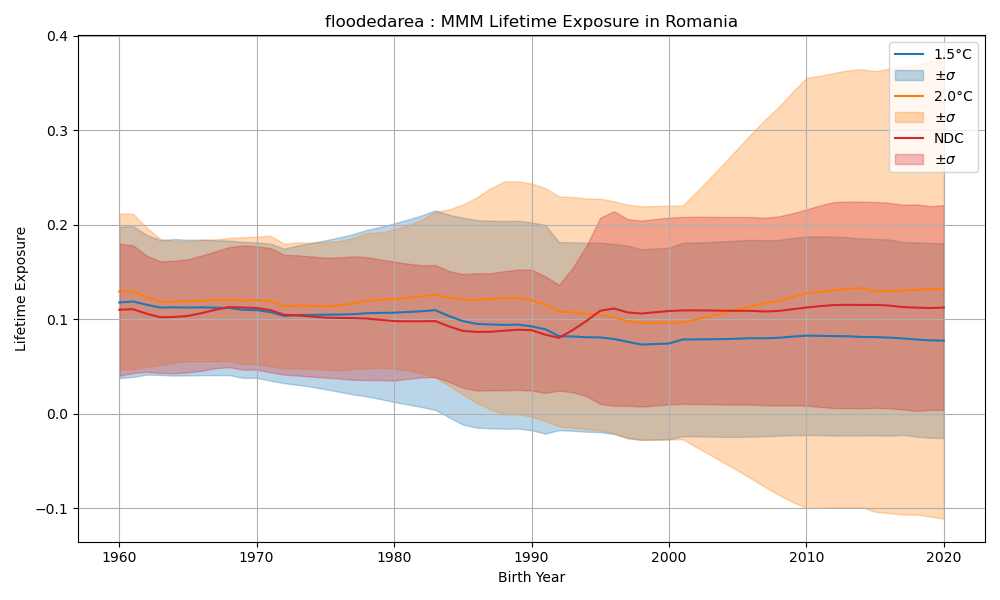 floodedarea : MMM Lifetime Exposure in Romania
Lifetime Exposure
0.4
0.3
0.2
0.1
0.0
−0.1
1960
1970
1980
1990
2000
2010
2020
Birth Year
1.5°C
±σ
2.0°C
±σ
NDC
±σ